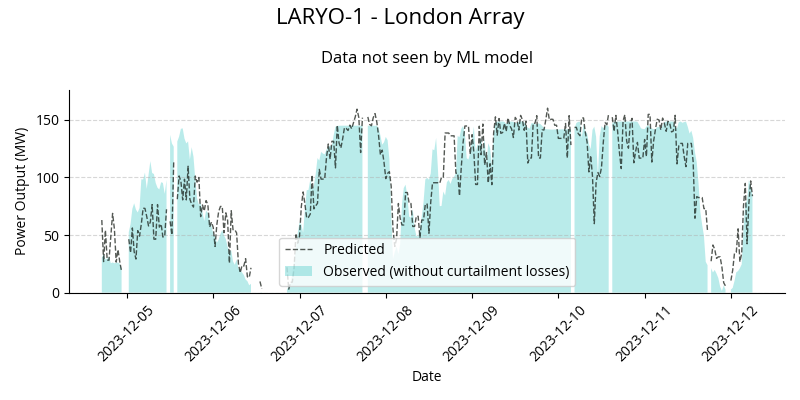 LARYO-1 - London Array
Data not seen by ML model
Power Output (MW)
150
100
50
0
Predicted
Observed (without curtailment losses)
2023-12-05
2023-12-06
2023-12-07
2023-12-08
2023-12-09
2023-12-10
2023-12-11
2023-12-12
Date